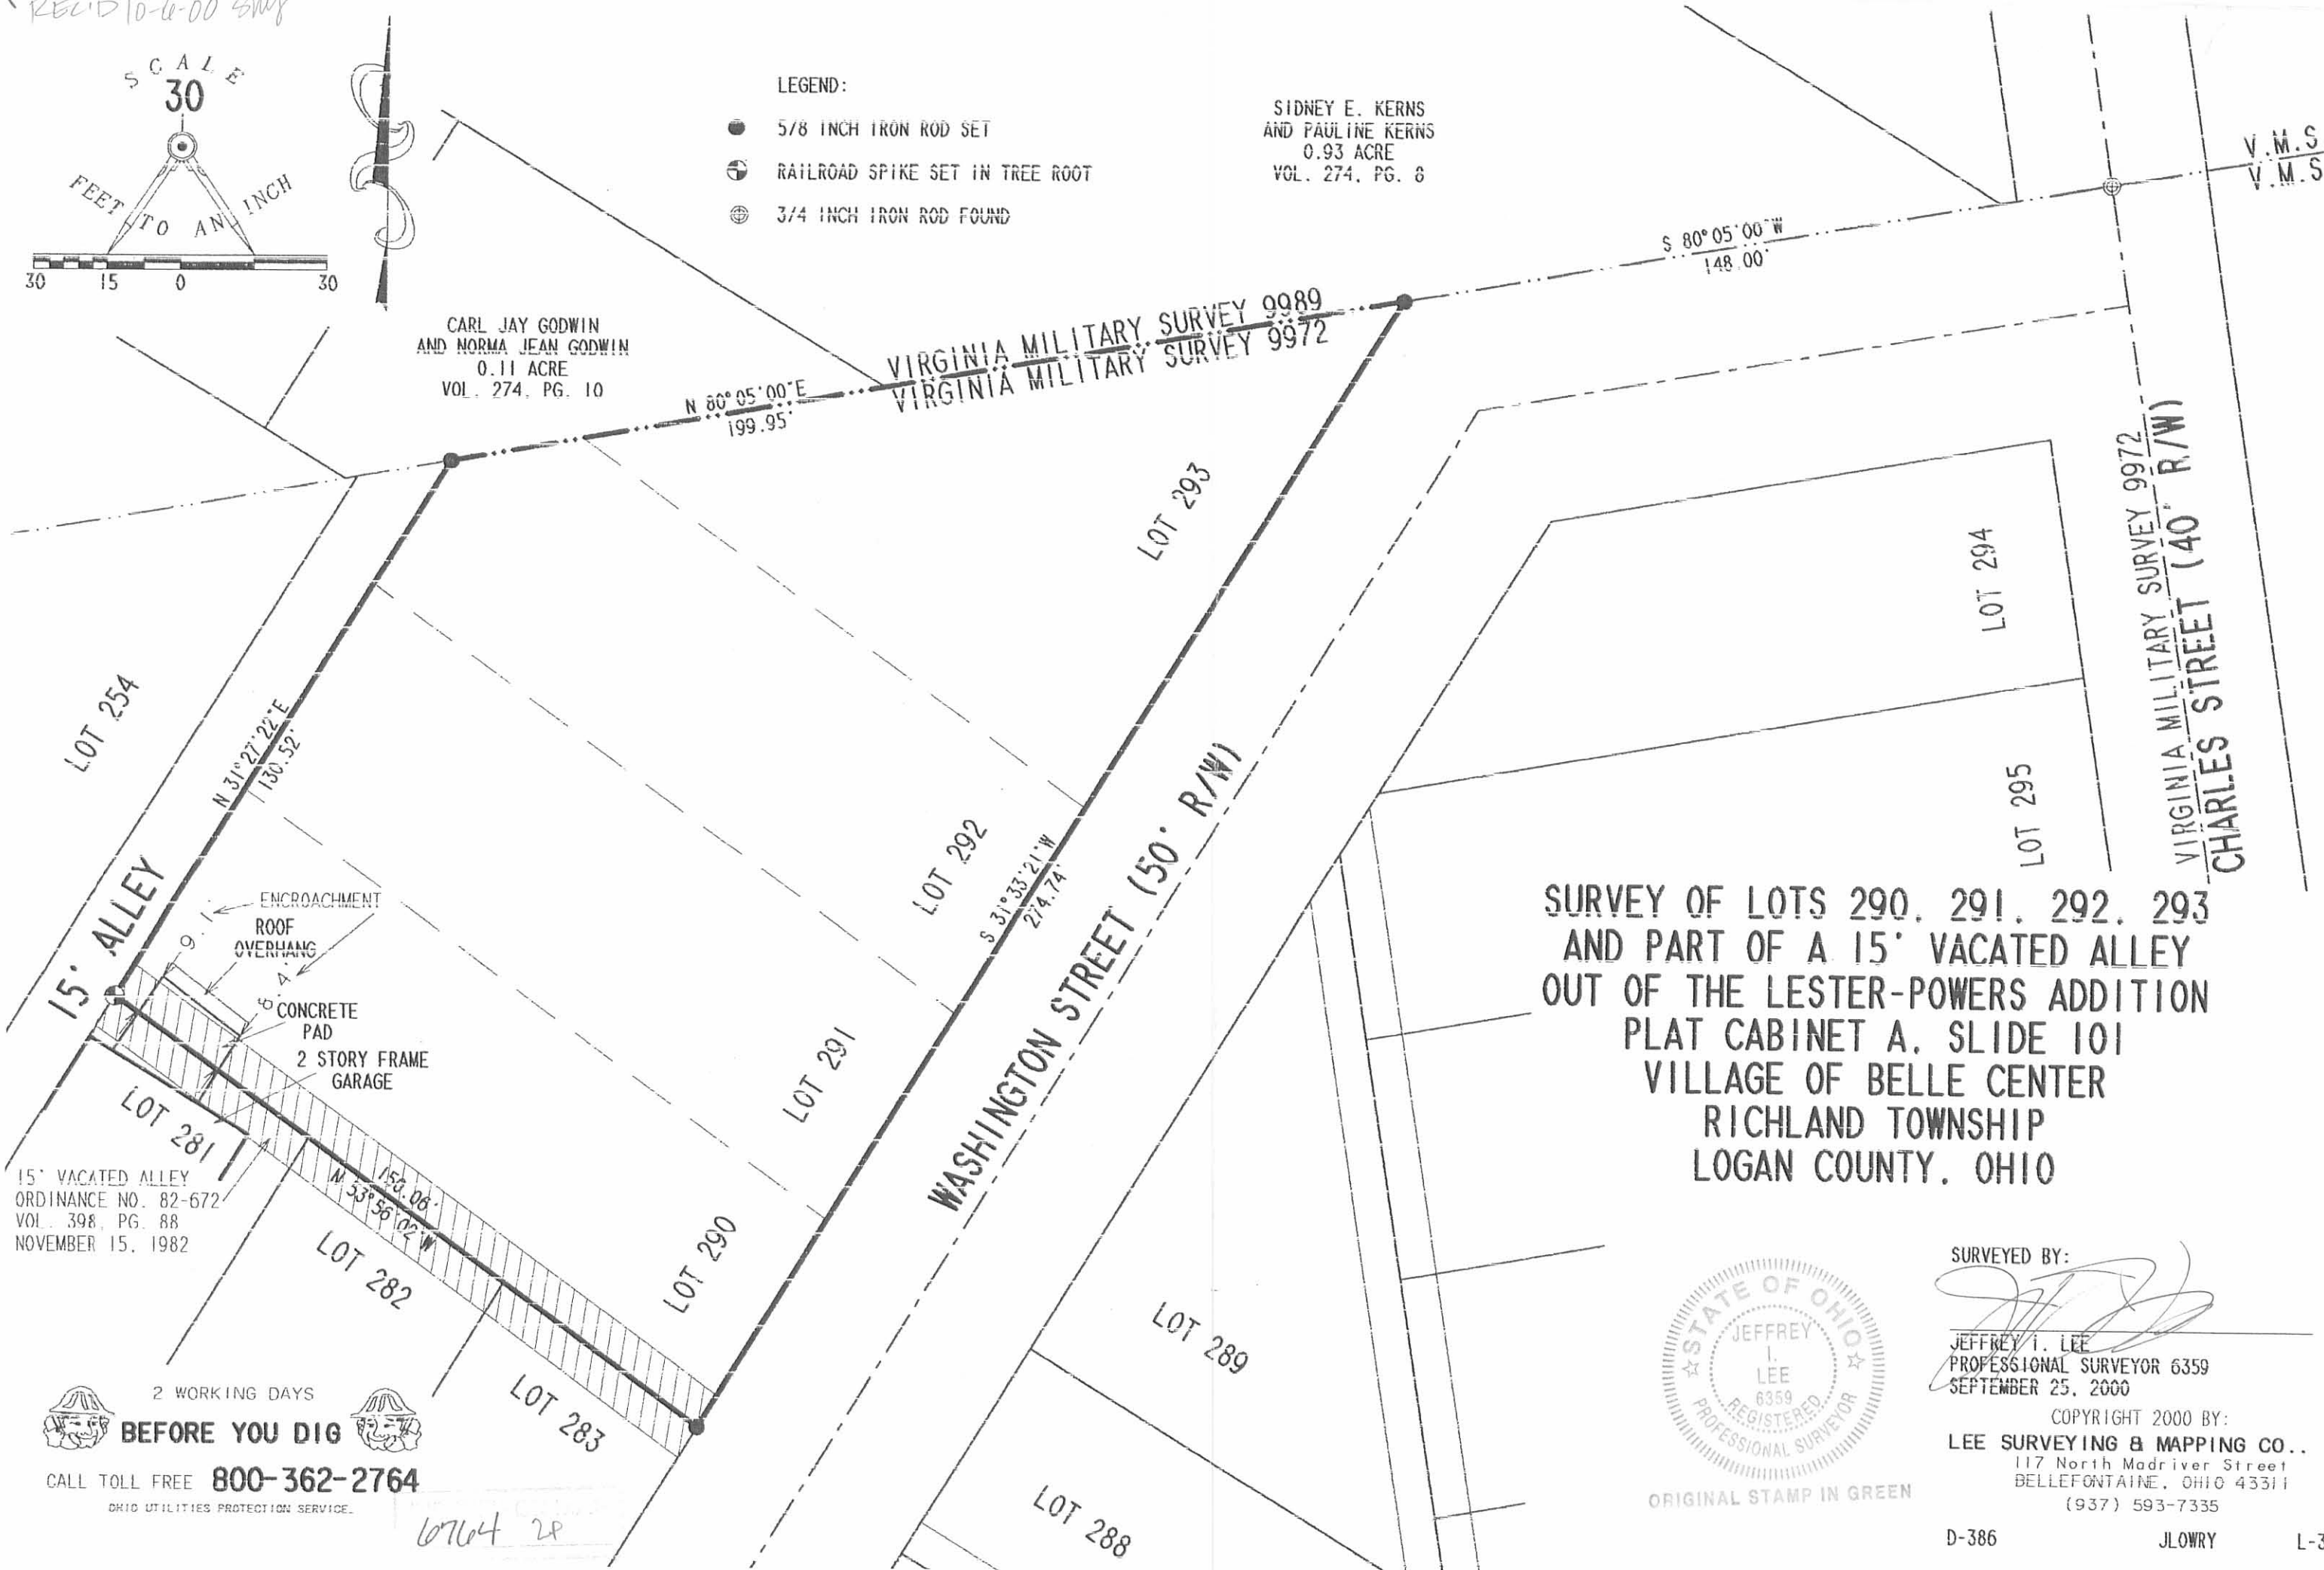 REC'D 10-6-00
SCALE
30
FEET TO AN INCH
30 15 0 30
LEGEND:
5/8 INCH IRON ROD SET
RAILROAD SPIKE SET IN TREE ROOT
3/4 INCH IRON ROD FOUND
SIDNEY E. KERNS
AND PAULINE KERNS
0.93 ACRE
VOL. 274, PG. 8
V.M.S
V.M.S
S 80°05'00"W
148.00'
CARL JAY GODWIN
AND NORMA JEAN GODWIN
0.11 ACRE
VOL. 274, PG. 10
VIRGINIA MILITARY SURVEY 9989
VIRGINIA MILITARY SURVEY 9972
N 80°05'00"E
199.95'
LOT 293
LOT 294
VIRGINIA MILITARY SURVEY 9972
CHARLES STREET (40' R/W)
LOT 254
N 31°27'22"E
130.52'
LOT 292
S 31°33'21"W
274.74'
WASHINGTON STREET (50' R/W)
LOT 295
15' ALLEY
9.1'
ENCROACHMENT
ROOF
OVERHANG
CONCRETE
PAD
2 STORY FRAME
GARAGE
LOT 291
LOT 281
15' VACATED ALLEY
ORDINANCE NO. 82-672
VOL. 398, PG. 88
NOVEMBER 15, 1982
150.06'
N 53°56'02"W
LOT 282
LOT 290
LOT 283
LOT 289
LOT 288
SURVEY OF LOTS 290, 291, 292, 293
AND PART OF A 15' VACATED ALLEY
OUT OF THE LESTER-POWERS ADDITION
PLAT CABINET A, SLIDE 101
VILLAGE OF BELLE CENTER
RICHLAND TOWNSHIP
LOGAN COUNTY, OHIO
2 WORKING DAYS
BEFORE YOU DIG
CALL TOLL FREE 800-362-2764
OHIO UTILITIES PROTECTION SERVICE.
6764
STATE OF OHIO
JEFFREY
I.
LEE
6359
REGISTERED
PROFESSIONAL SURVEYOR
ORIGINAL STAMP IN GREEN
SURVEYED BY:
JEFFREY I. LEE
PROFESSIONAL SURVEYOR 6359
SEPTEMBER 25, 2000
COPYRIGHT 2000 BY:
LEE SURVEYING & MAPPING CO..
117 North Madriver Street
BELLEFONTAINE, OHIO 43311
(937) 593-7335
D-386 JLOWRY L-3